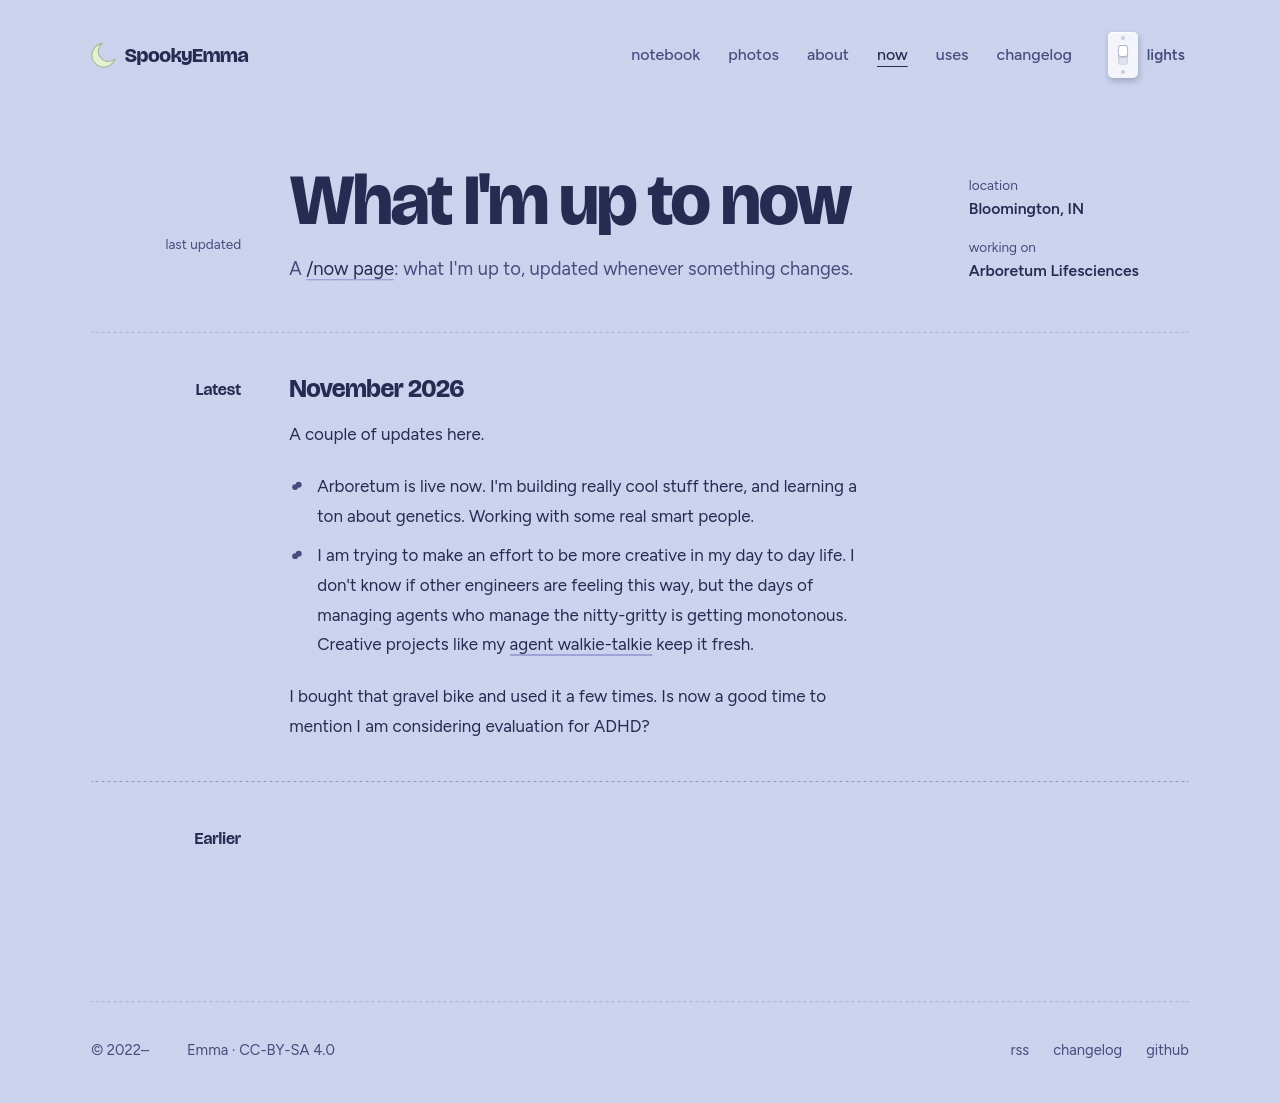 SpookyEmma
notebook photos about now uses changelog lights
What I'm up to now
last updated
A /now page: what I'm up to, updated whenever something changes.
location
Bloomington, IN
working on
Arboretum Lifesciences
Latest
November 2026
A couple of updates here.
Arboretum is live now. I'm building really cool stuff there, and learning a
ton about genetics. Working with some real smart people.
I am trying to make an effort to be more creative in my day to day life. I
don't know if other engineers are feeling this way, but the days of
managing agents who manage the nitty-gritty is getting monotonous.
Creative projects like my agent walkie-talkie keep it fresh.
I bought that gravel bike and used it a few times. Is now a good time to
mention I am considering evaluation for ADHD?
Earlier
© 2022– Emma · CC-BY-SA 4.0
rss changelog github